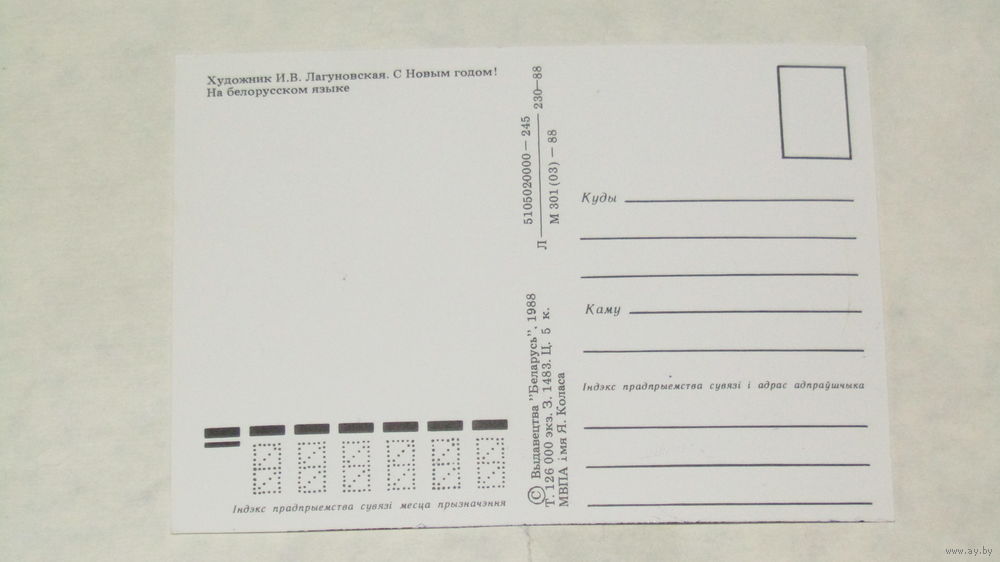 Художник И.В. Лагуновская. С Новым годом!
На белорусском языке
5105020000—245
Л 230—88
М 301(03)—88
© Выдавецтва "Беларусь", 1988
Т. 126 000 экз. З. 1483. Ц. 5 к.
МВПА імя Я. Коласа
Куды
Каму
Індэкс прадпрыемства сувязі і адрас адпраўшчыка
Індэкс прадпрыемства сувязі месца прызначэння
www.ay.by